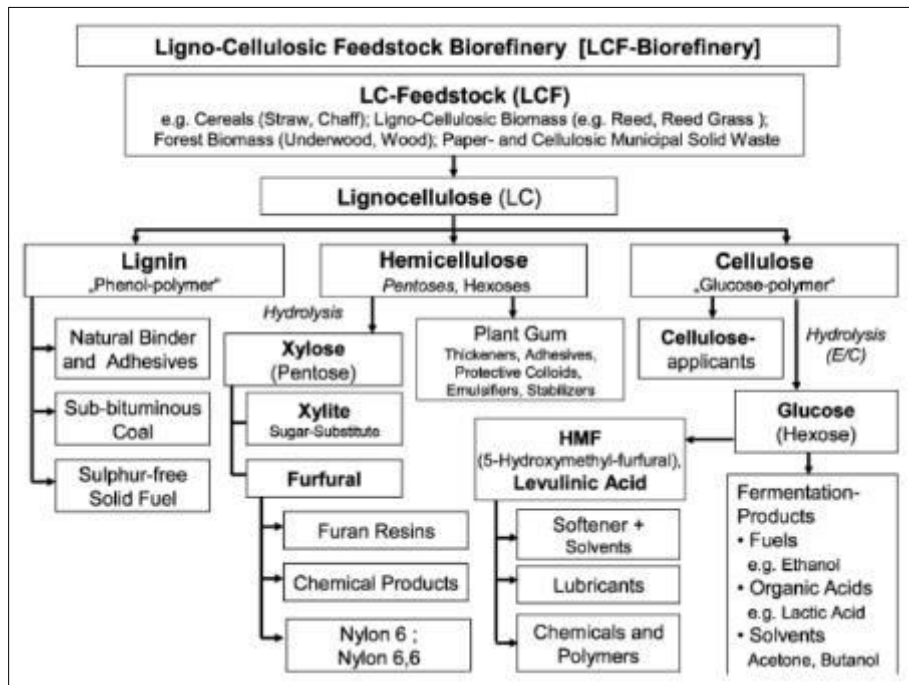 Ligno-Cellulosic Feedstock Biorefinery [LCF-Biorefinery]
LC-Feedstock (LCF)
e.g. Cereals (Straw, Chaff); Ligno-Cellulosic Biomass (e.g. Reed, Reed Grass );
Forest Biomass (Underwood, Wood); Paper- and Cellulosic Municipal Solid Waste
Lignocellulose (LC)
Lignin
„Phenol-polymer"
Hemicellulose
Pentoses, Hexoses
Cellulose
„Glucose-polymer"
Hydrolysis
Natural Binder
and Adhesives
Sub-bituminous
Coal
Sulphur-free
Solid Fuel
Xylose
(Pentose)
Xylite
Sugar-Substitute
Furfural
Furan Resins
Chemical Products
Nylon 6 ;
Nylon 6,6
Plant Gum
Thickeners, Adhesives,
Protective Colloids,
Emulsifiers, Stabilizers
Cellulose-
applicants
Hydrolysis
(E/C)
Glucose
(Hexose)
HMF
(5-Hydroxymethyl-furfural),
Levulinic Acid
Softener +
Solvents
Lubricants
Chemicals and
Polymers
Fermentation-
Products
• Fuels
e.g. Ethanol
• Organic Acids
e.g. Lactic Acid
• Solvents
Acetone, Butanol